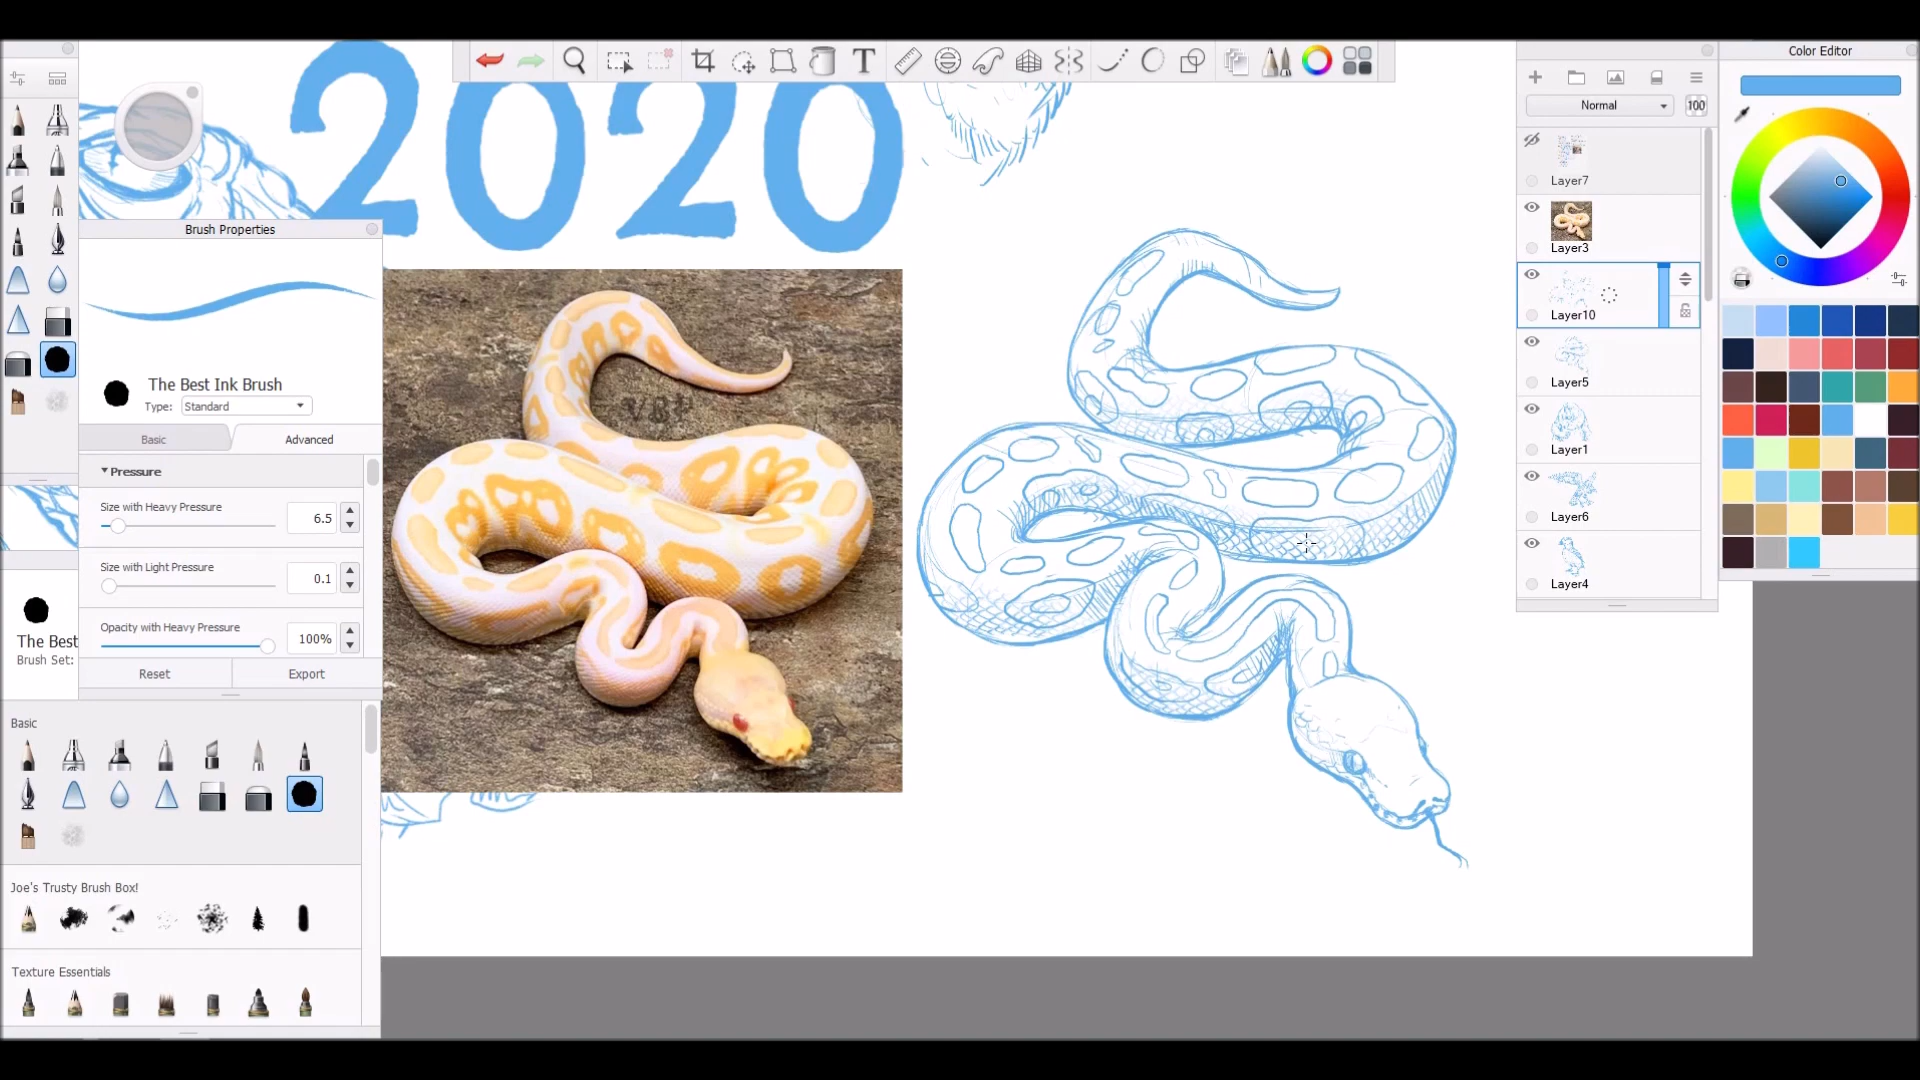 Color Editor
T
Normal
100
2020
Layer7
Brush Properties
Layer3
Layer10
Layer5
The Best Ink Brush
Type: Standard
Basic
Advanced
Layer1
Pressure
Size with Heavy Pressure
6.5
Layer6
Size with Light Pressure
0.1
Layer4
Opacity with Heavy Pressure
100%
The Best
Brush Set:
Reset
Export
Basic
Joe's Trusty Brush Box!
Texture Essentials